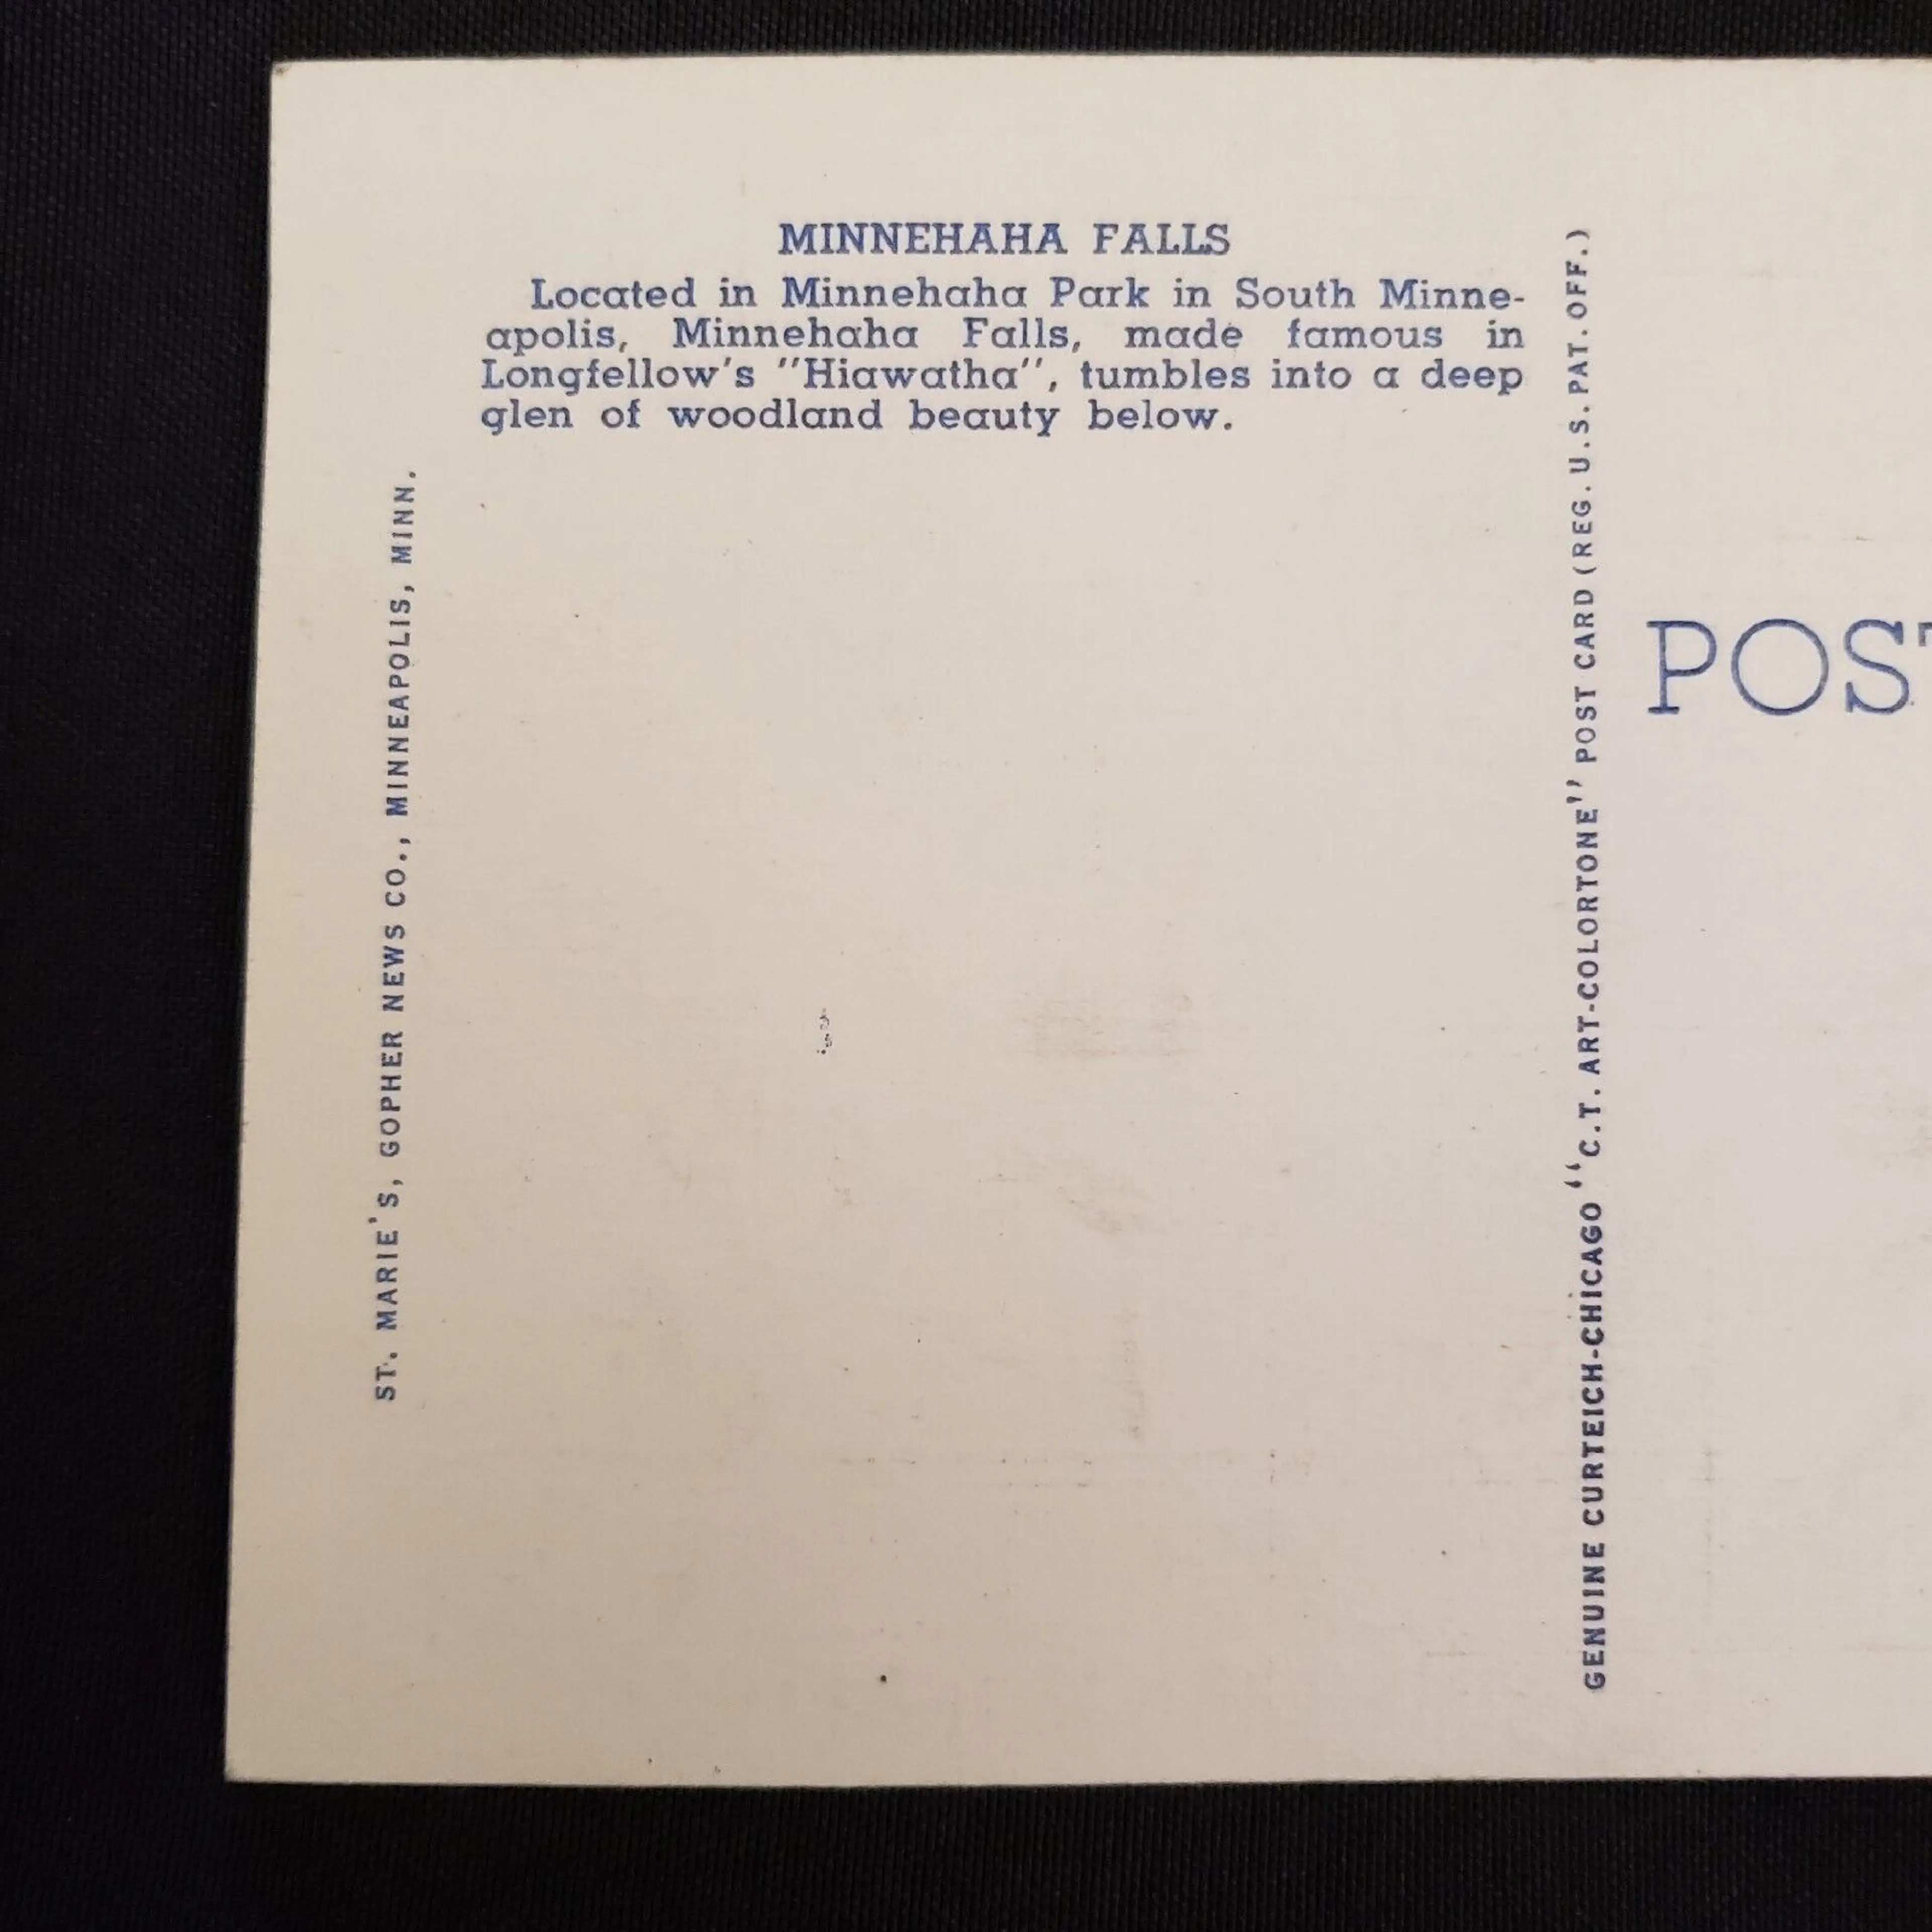 MINNEHAHA FALLS
Located in Minnehaha Park in South Minne-
apolis, Minnehaha Falls, made famous in
Longfellow's "Hiawatha", tumbles into a deep
glen of woodland beauty below.
ST. MARIE'S, GOPHER NEWS CO., MINNEAPOLIS, MINN.
GENUINE CURTEICH-CHICAGO "C.T. ART-COLORTONE" POST CARD (REG. U.S. PAT. OFF.)
POST